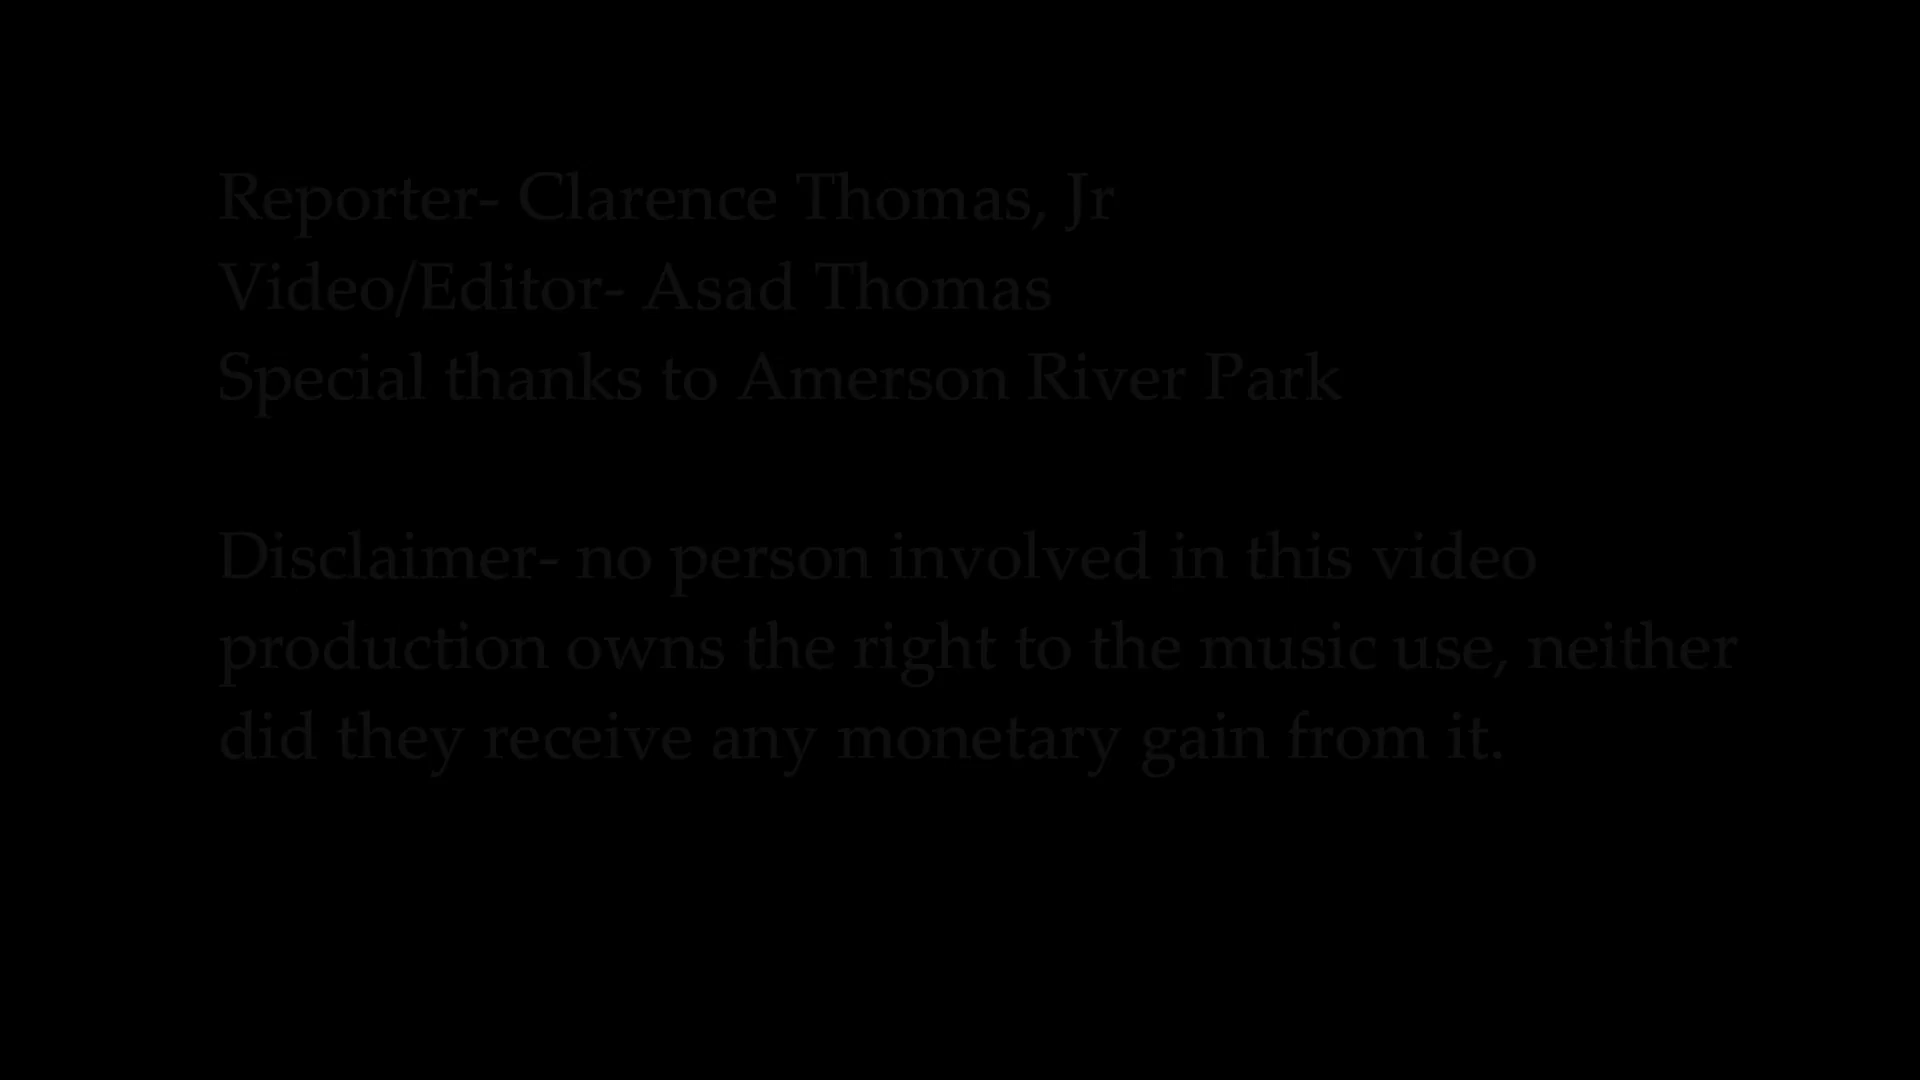 Reporter- Clarence Thomas, Jr
Video/Editor- Asad Thomas
Special thanks to Amerson River Park
Disclaimer- no person involved in this video
production owns the right to the music use, neither
did they receive any monetary gain from it.